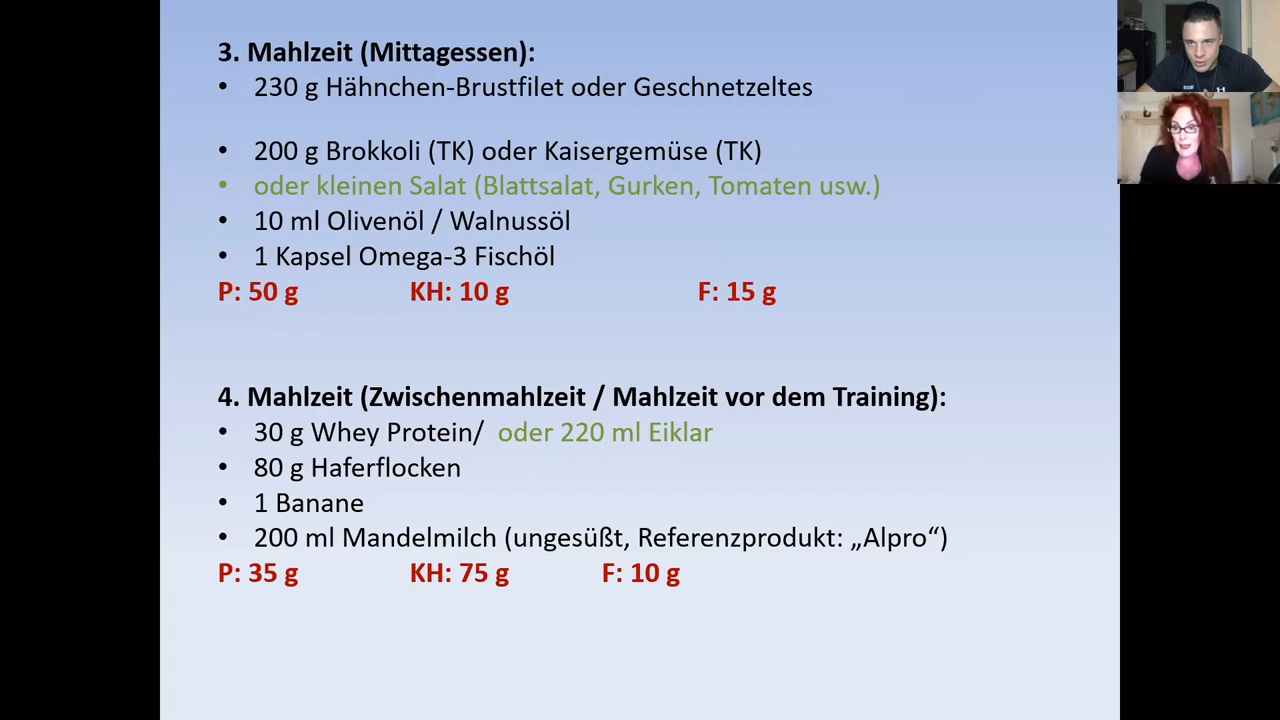 3. Mahlzeit (Mittagessen):
• 230 g Hähnchen-Brustfilet oder Geschnetzeltes
• 200 g Brokkoli (TK) oder Kaisergemüse (TK)
• oder kleinen Salat (Blattsalat, Gurken, Tomaten usw.)
• 10 ml Olivenöl / Walnussöl
• 1 Kapsel Omega-3 Fischöl
P: 50 g KH: 10 g F: 15 g
4. Mahlzeit (Zwischenmahlzeit / Mahlzeit vor dem Training):
• 30 g Whey Protein/ oder 220 ml Eiklar
• 80 g Haferflocken
• 1 Banane
• 200 ml Mandelmilch (ungesüßt, Referenzprodukt: „Alpro“)
P: 35 g KH: 75 g F: 10 g